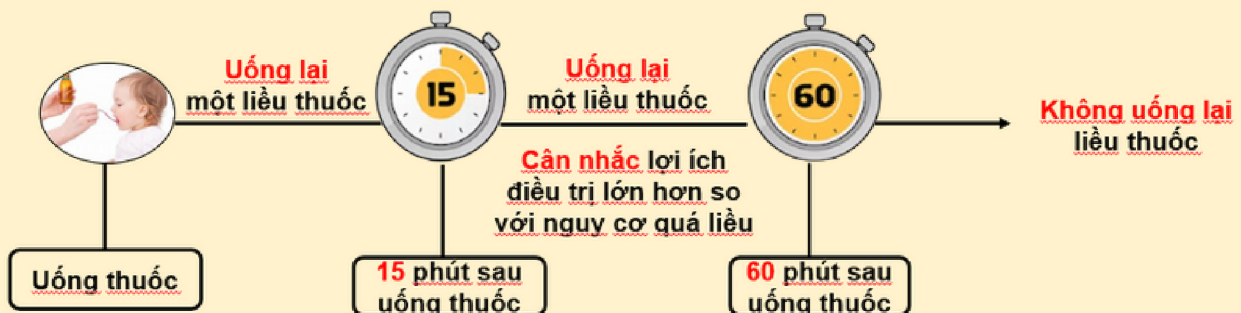 Uống lại
một liều thuốc
15
Uống lại
một liều thuốc
Cân nhắc lợi ích
điều trị lớn hơn so
với nguy cơ quá liều
60
Không uống lại
liều thuốc
Uống thuốc
15 phút sau
uống thuốc
60 phút sau
uống thuốc